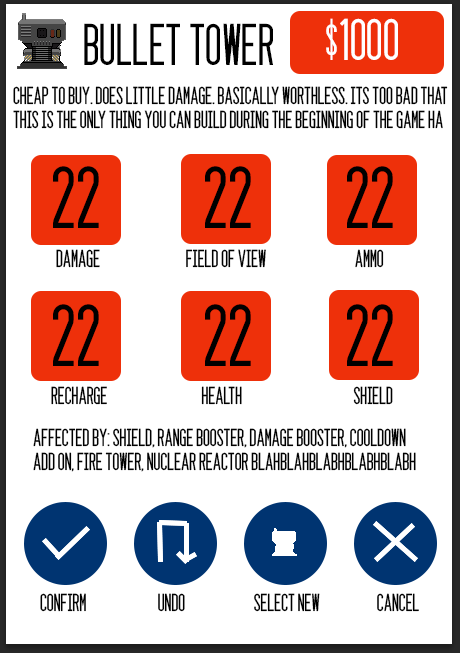 BULLET TOWER $1000
CHEAP TO BUY. DOES LITTLE DAMAGE. BASICALLY WORTHLESS. ITS TOO BAD THAT
THIS IS THE ONLY THING YOU CAN BUILD DURING THE BEGINNING OF THE GAME HA
22 22 22
DAMAGE FIELD OF VIEW AMMO
22 22 22
RECHARGE HEALTH SHIELD
AFFECTED BY: SHIELD, RANGE BOOSTER, DAMAGE BOOSTER, COOLDOWN
ADD ON, FIRE TOWER, NUCLEAR REACTOR BLAHBLAHBLABHBLABHBLABH
CONFIRM UNDO SELECT NEW CANCEL